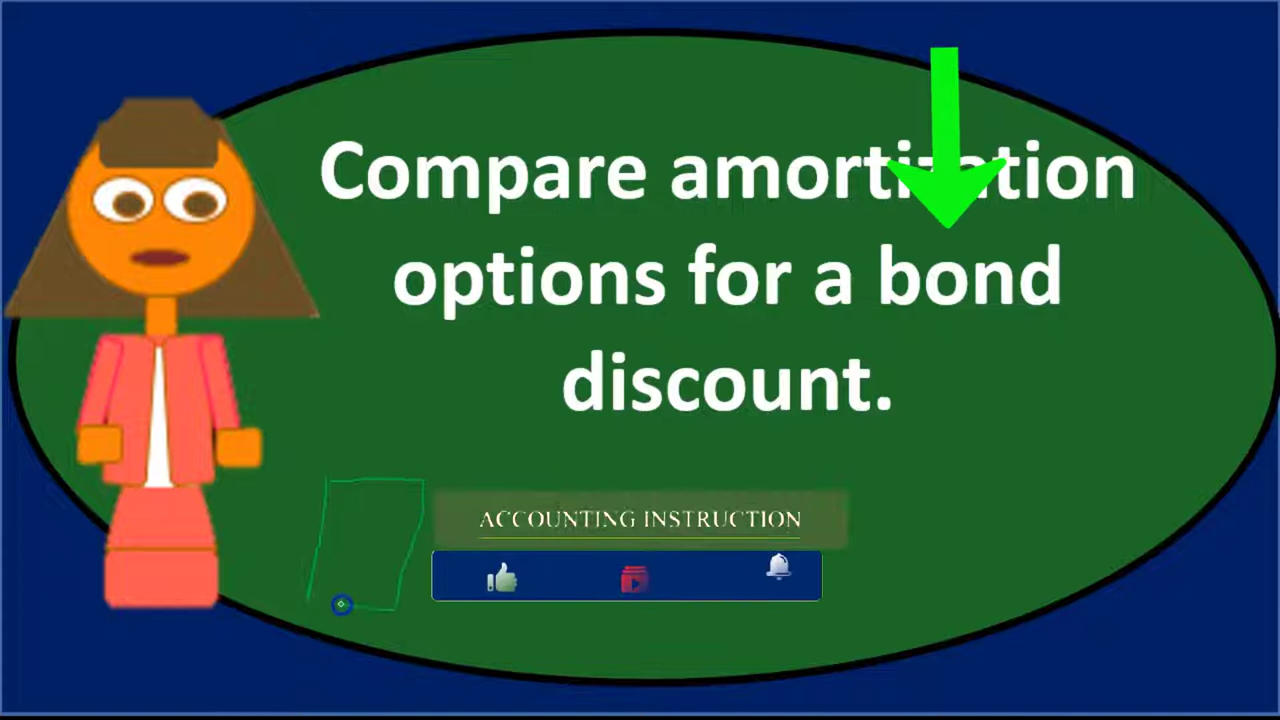 Compare amortization
options for a bond
discount.
ACCOUNTING INSTRUCTION